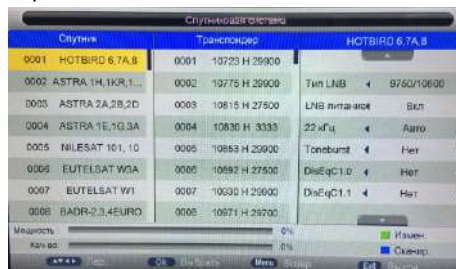 Спутниковая система
Спутник Транспондер HOTBIRD 6,7A,8
0001 HOTBIRD 6,7A,8 0001 10723 H 29900
0002 ASTRA 1H,1KR,1... 0002 10775 H 29900 Тип LNB 9750/10600
0003 ASTRA 2A,2B,2D 0003 10815 H 27500 LNB питание Вкл
0004 ASTRA 1E,1G,3A 0004 10830 H 3333 22 кГц Авто
0005 NILESAT 101, 10 0005 10853 H 29900 Toneburst Нет
0006 EUTELSAT W3A 0006 10892 H 27500 DisEqC1.0 Нет
0007 EUTELSAT W1 0007 10930 H 29900 DisEqC1.1 Нет
0008 BADR-2,3,4EURO 0008 10971 H 29700
Мощность 0% Измен.
Кач-во 0% Сканир.
Пер. Ok Выбрать Menu Exit